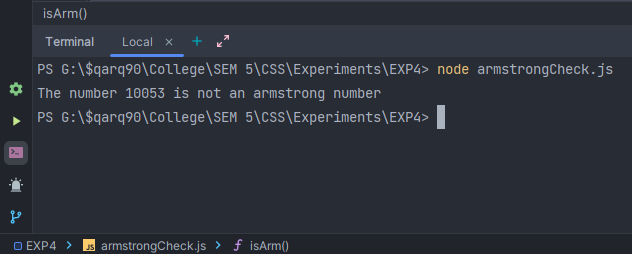 isArm()
Terminal Local × +
PS G:\$qarq90\College\SEM 5\CSS\Experiments\EXP4> node armstrongCheck.js
The number 10053 is not an armstrong number
PS G:\$qarq90\College\SEM 5\CSS\Experiments\EXP4>
EXP4 > JS armstrongCheck.js > f isArm()